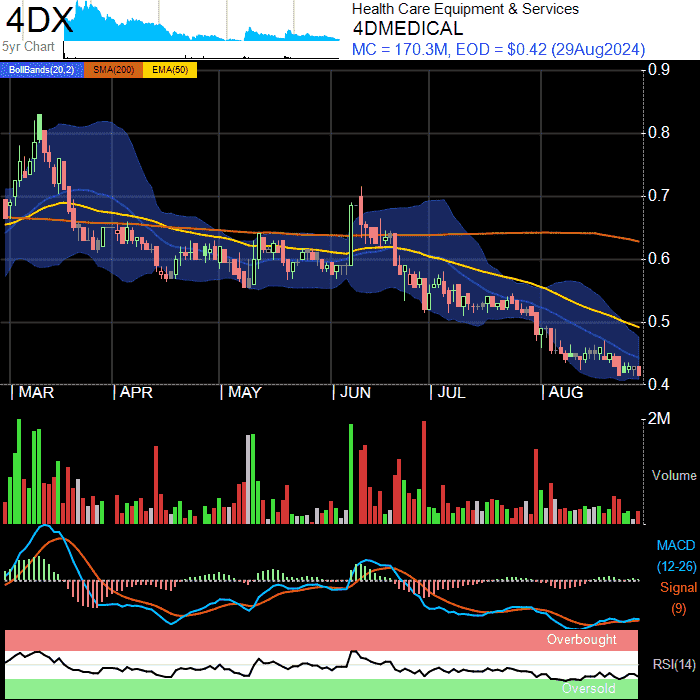 4DX
5yr Chart
Health Care Equipment & Services
4DMEDICAL
MC = 170.3M, EOD = $0.42 (29Aug2024)
BollBands(20,2) SMA(200) EMA(50)
0.9
0.8
0.7
0.6
0.5
0.4
MAR APR MAY JUN JUL AUG
2M
Volume
MACD
(12-26)
Signal
(9)
Overbought
RSI(14)
Oversold